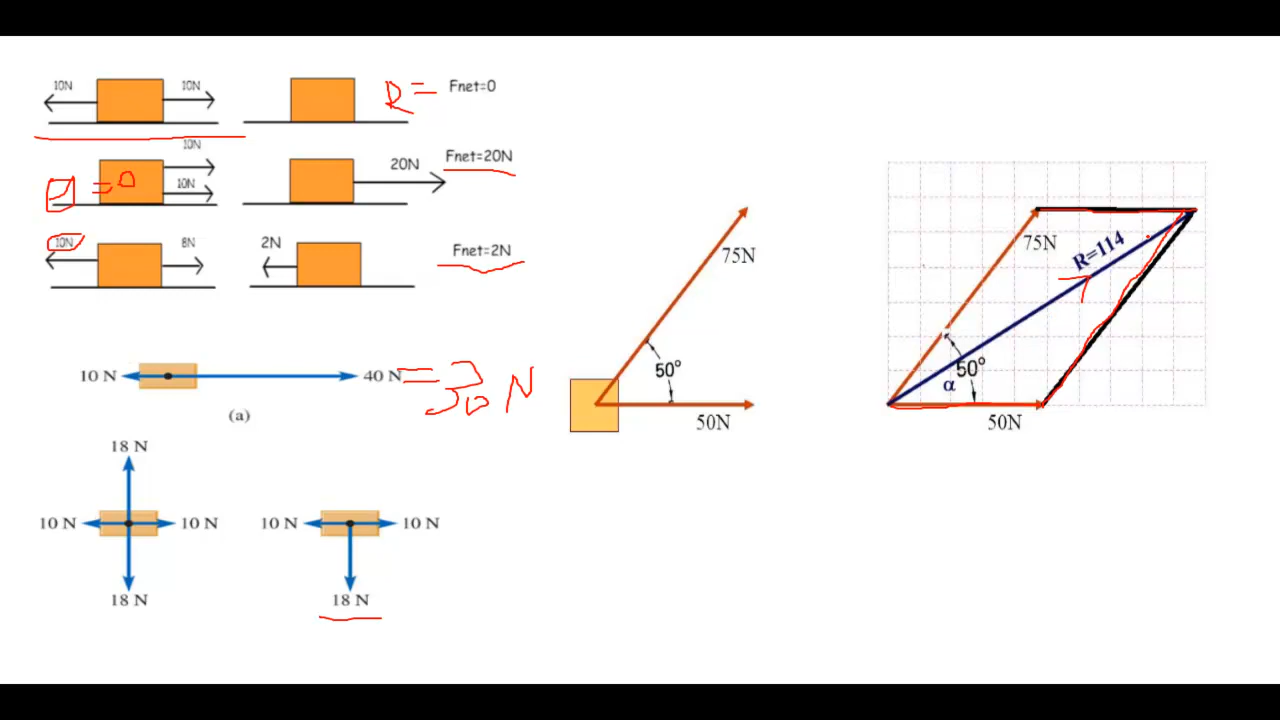 10N 10N R= Fnet=0
10N
10N 20N Fnet=20N
= 0
10N 8N 2N Fnet=2N
10 N 40 N = 30 N
(a)
18 N
10 N 10 N 10 N 10 N
18 N 18 N
75N
50°
50N
75N
R=114
50°
α
50N